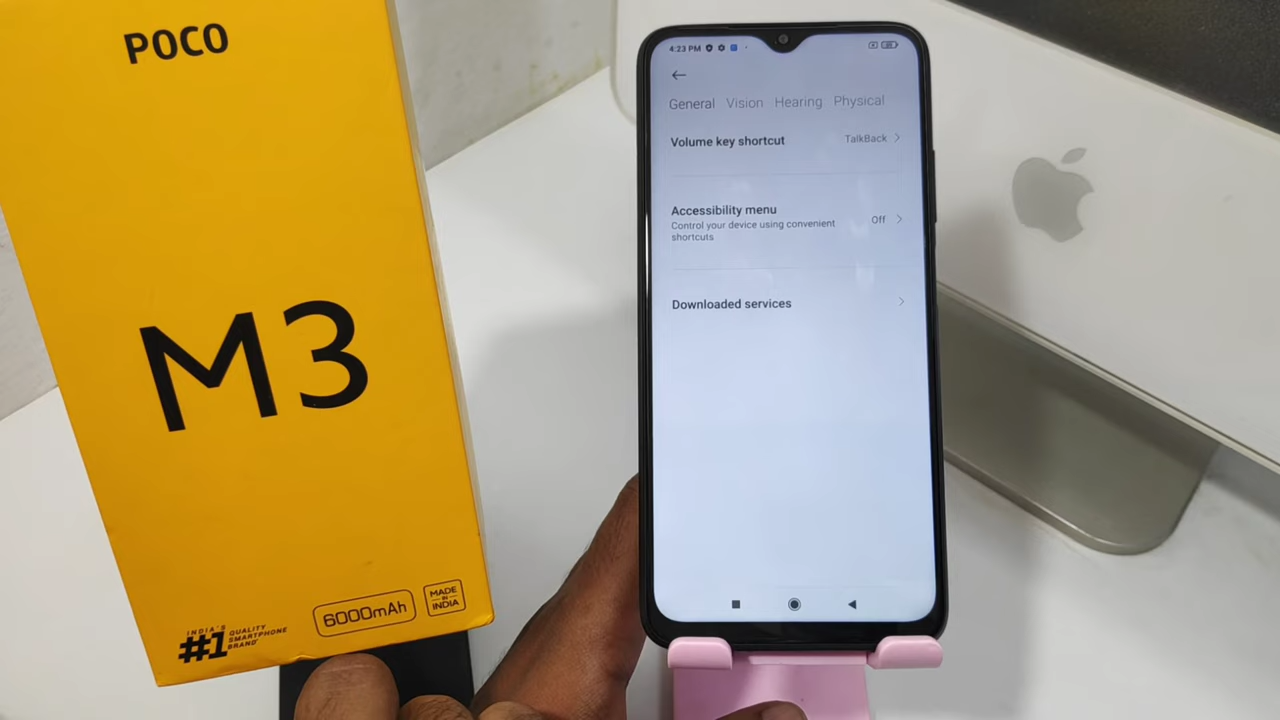 POCO
M3
6000mAh
MADE
IN
INDIA
INDIA'S
#1 QUALITY
SMARTPHONE
BRAND*
4:23 PM
General Vision Hearing Physical
Volume key shortcut TalkBack
Accessibility menu
Control your device using convenient
shortcuts
Off
Downloaded services